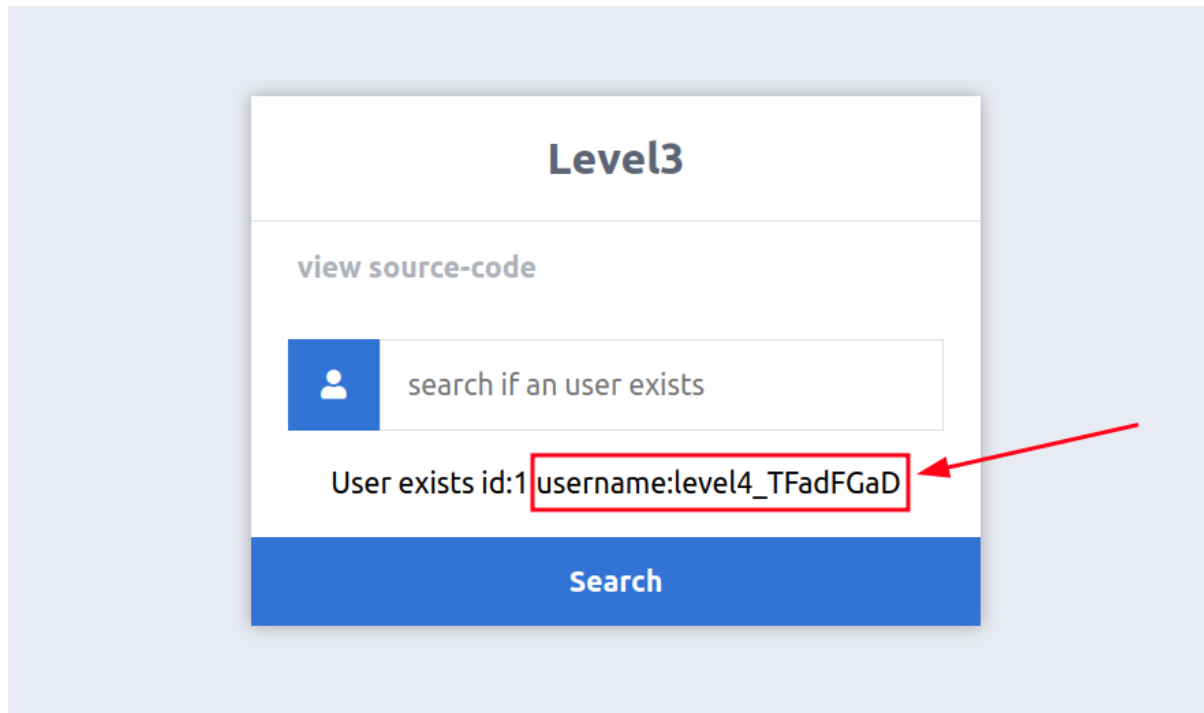 Level3
view source-code
search if an user exists
User exists id:1 username:level4_TFadFGaD
Search